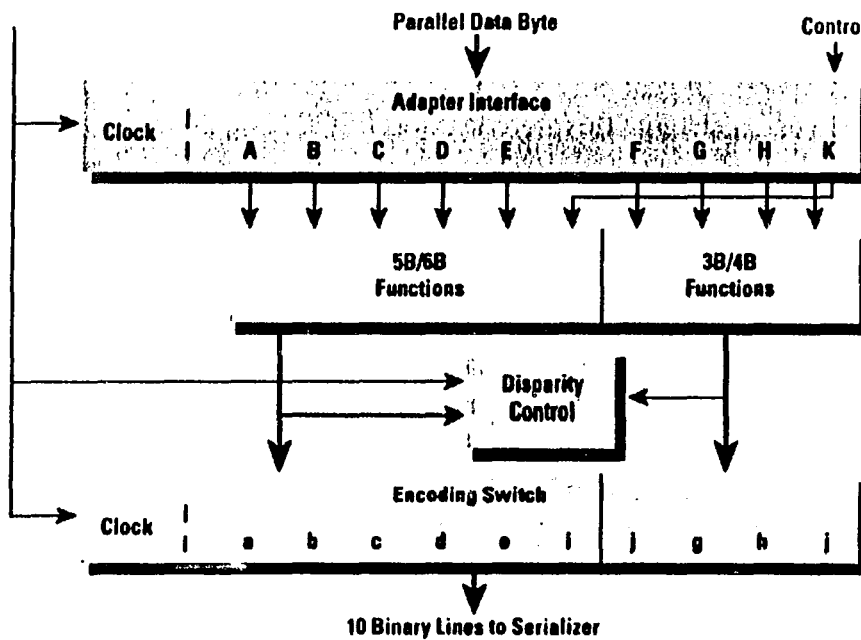 Parallel Data Byte Contro
Adapter Interface
Clock A B C D E F G H K
5B/6B 3B/4B
Functions Functions
Disparity
Control
Encoding Switch
Clock a b c d e i j g h j
10 Binary Lines to Serializer